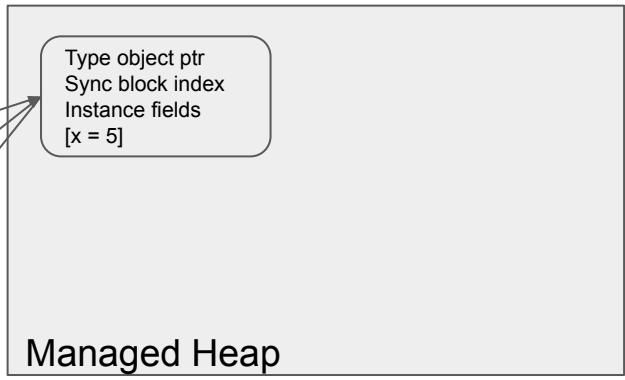 Type object ptr
Sync block index
Instance fields
[x = 5]
Managed Heap